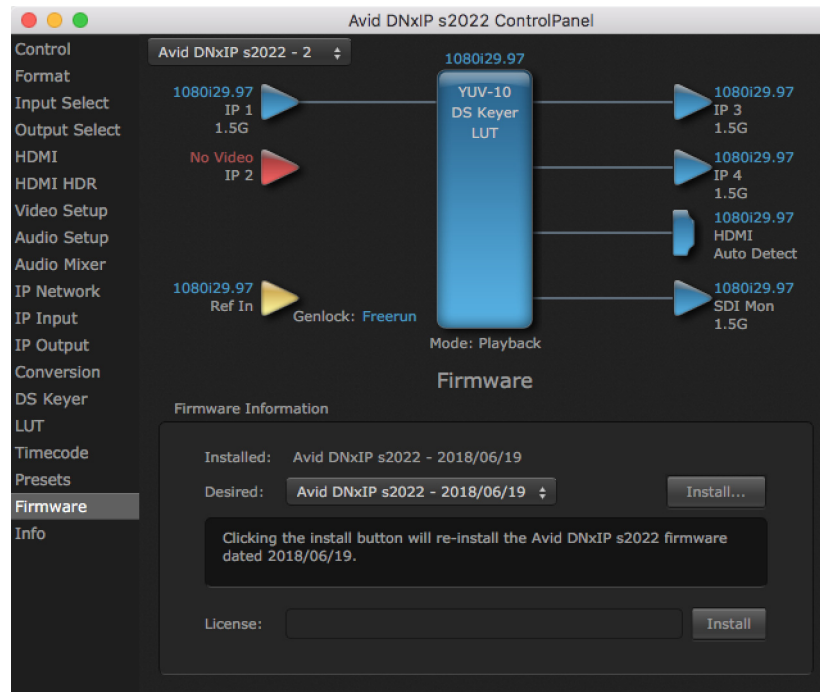 Avid DNxIP s2022 ControlPanel
Control
Format
Input Select
Output Select
HDMI
HDMI HDR
Video Setup
Audio Setup
Audio Mixer
IP Network
IP Input
IP Output
Conversion
DS Keyer
LUT
Timecode
Presets
Firmware
Info
Avid DNxIP s2022 - 2
1080i29.97
1080i29.97
IP 1
1.5G
No Video
IP 2
1080i29.97
Ref In
Genlock: Freerun
YUV-10
DS Keyer
LUT
Mode: Playback
1080i29.97
IP 3
1.5G
1080i29.97
IP 4
1.5G
1080i29.97
HDMI
Auto Detect
1080i29.97
SDI Mon
1.5G
Firmware
Firmware Information
Installed: Avid DNxIP s2022 - 2018/06/19
Desired: Avid DNxIP s2022 - 2018/06/19 Install...
Clicking the install button will re-install the Avid DNxIP s2022 firmware
dated 2018/06/19.
License: Install